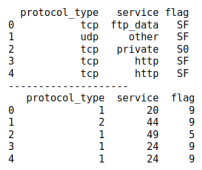 protocol_type service flag
0 tcp ftp_data SF
1 udp other SF
2 tcp private S0
3 tcp http SF
4 tcp http SF
--------------------
protocol_type service flag
0 1 20 9
1 2 44 9
2 1 49 5
3 1 24 9
4 1 24 9